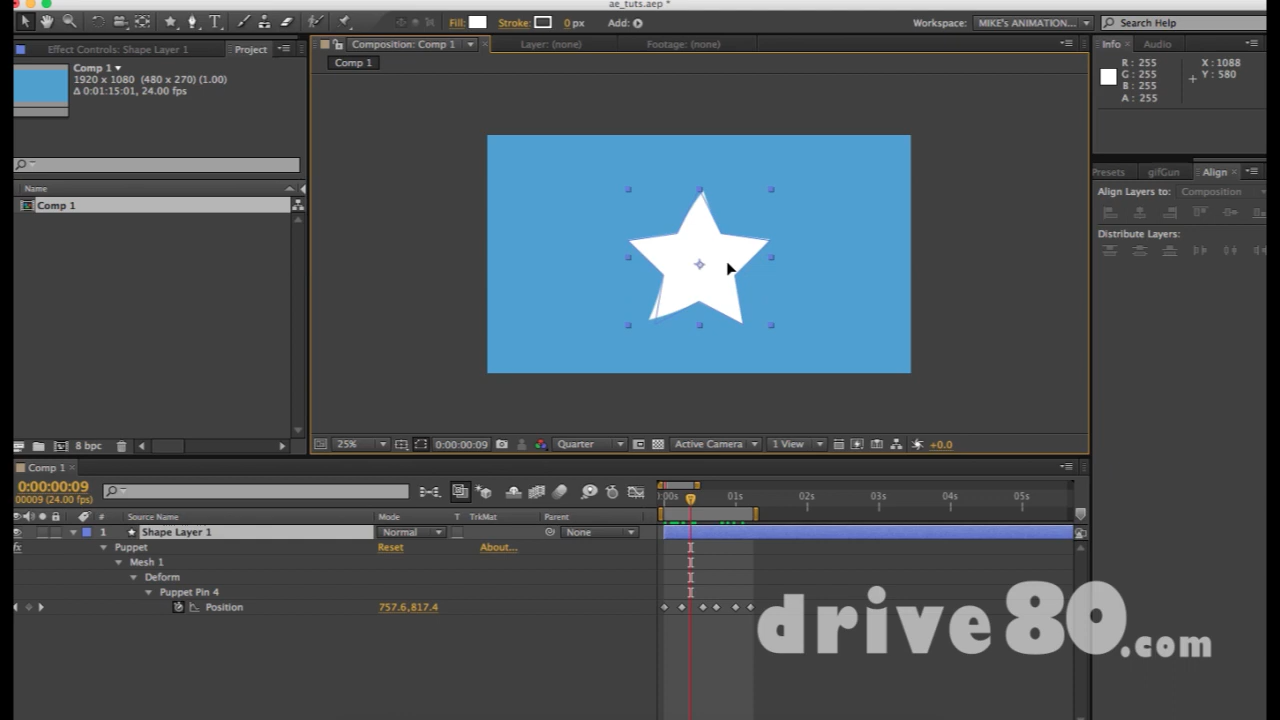 ae_tuts.aep *
Fill: Stroke: 0 px Add: Workspace: MIKE'S ANIMATION... Search Help
Effect Controls: Shape Layer 1 Project Composition: Comp 1 Layer: (none) Footage: (none) Info Audio
Comp 1
1920 x 1080 (480 x 270) (1.00)
Δ 0:01:15:01, 24.00 fps
Comp 1
R: 255
G: 255
B: 255
A: 255
X: 1088
Y: 580
Presets gifGun Align
Align Layers to: Composition
Distribute Layers:
Name
Comp 1
8 bpc
25% 0:00:00:09 Quarter Active Camera 1 View +0.0
Comp 1
0:00:00:09
00009 (24.00 fps)
:00s 01s 02s 03s 04s 05s
# Source Name Mode T TrkMat Parent
1 Shape Layer 1 Normal None
fx Puppet Reset About...
Mesh 1
Deform
Puppet Pin 4
Position 757.6,817.4
drive80.com